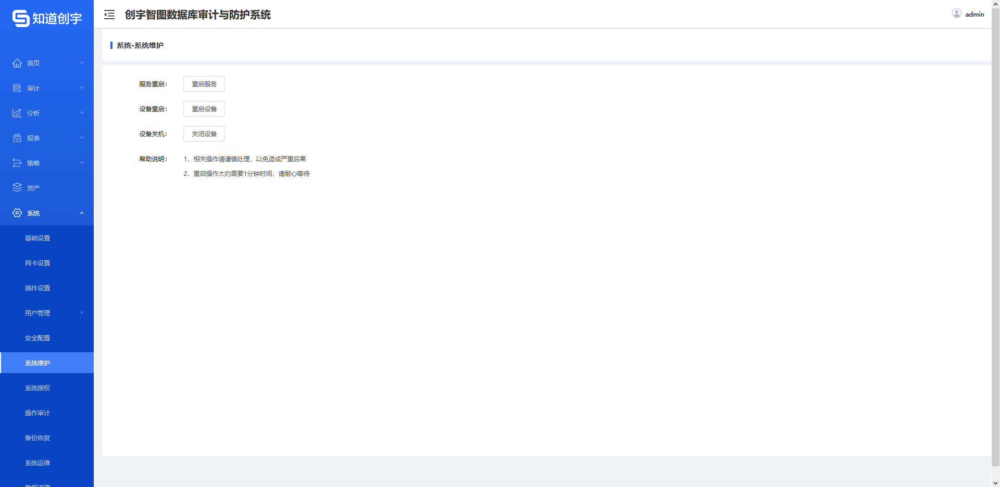 知道创宇
创宇智图数据库审计与防护系统
admin
首页
审计
分析
报表
策略
资产
系统
基础设置
网卡设置
插件设置
用户管理
安全配置
系统维护
系统授权
操作审计
备份恢复
系统运维
数据清理
系统-系统维护
服务重启：
重启服务
设备重启：
重启设备
设备关机：
关闭设备
帮助说明：
1，相关操作请谨慎处理，以免造成严重后果
2，重启操作大约需要1分钟时间，请耐心等待